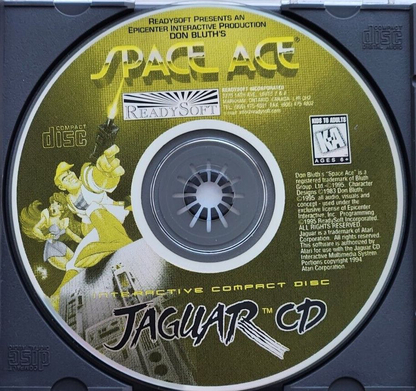 READYSOFT PRESENTS AN
EPICENTER INTERACTIVE PRODUCTION
DON BLUTH'S
SPACE ACE®
READYSOFT INCORPORATED
READYSOFT
COMPACT
disc
KIDS TO ADULTS
KA
AGES 6+
Don Bluth's "Space Ace" is a
registered trademark of Bluth
Group, Ltd. ©1995. Character
Designs ©1983 Don Bluth.
©1995 all audio, visuals and
concept - used under the
exclusive license of Epicenter
Interactive, Inc. Programming
©1995 ReadySoft Incorporated.
ALL RIGHTS RESERVED.
Jaguar is a trademark of Atari
Corporation. All rights reserved.
This software is authorized by
Atari for use with the Jaguar CD
Interactive Multimedia System.
Portions copyright 1994
Atari Corporation.
INTERACTIVE COMPACT DISC
JAGUAR™ CD